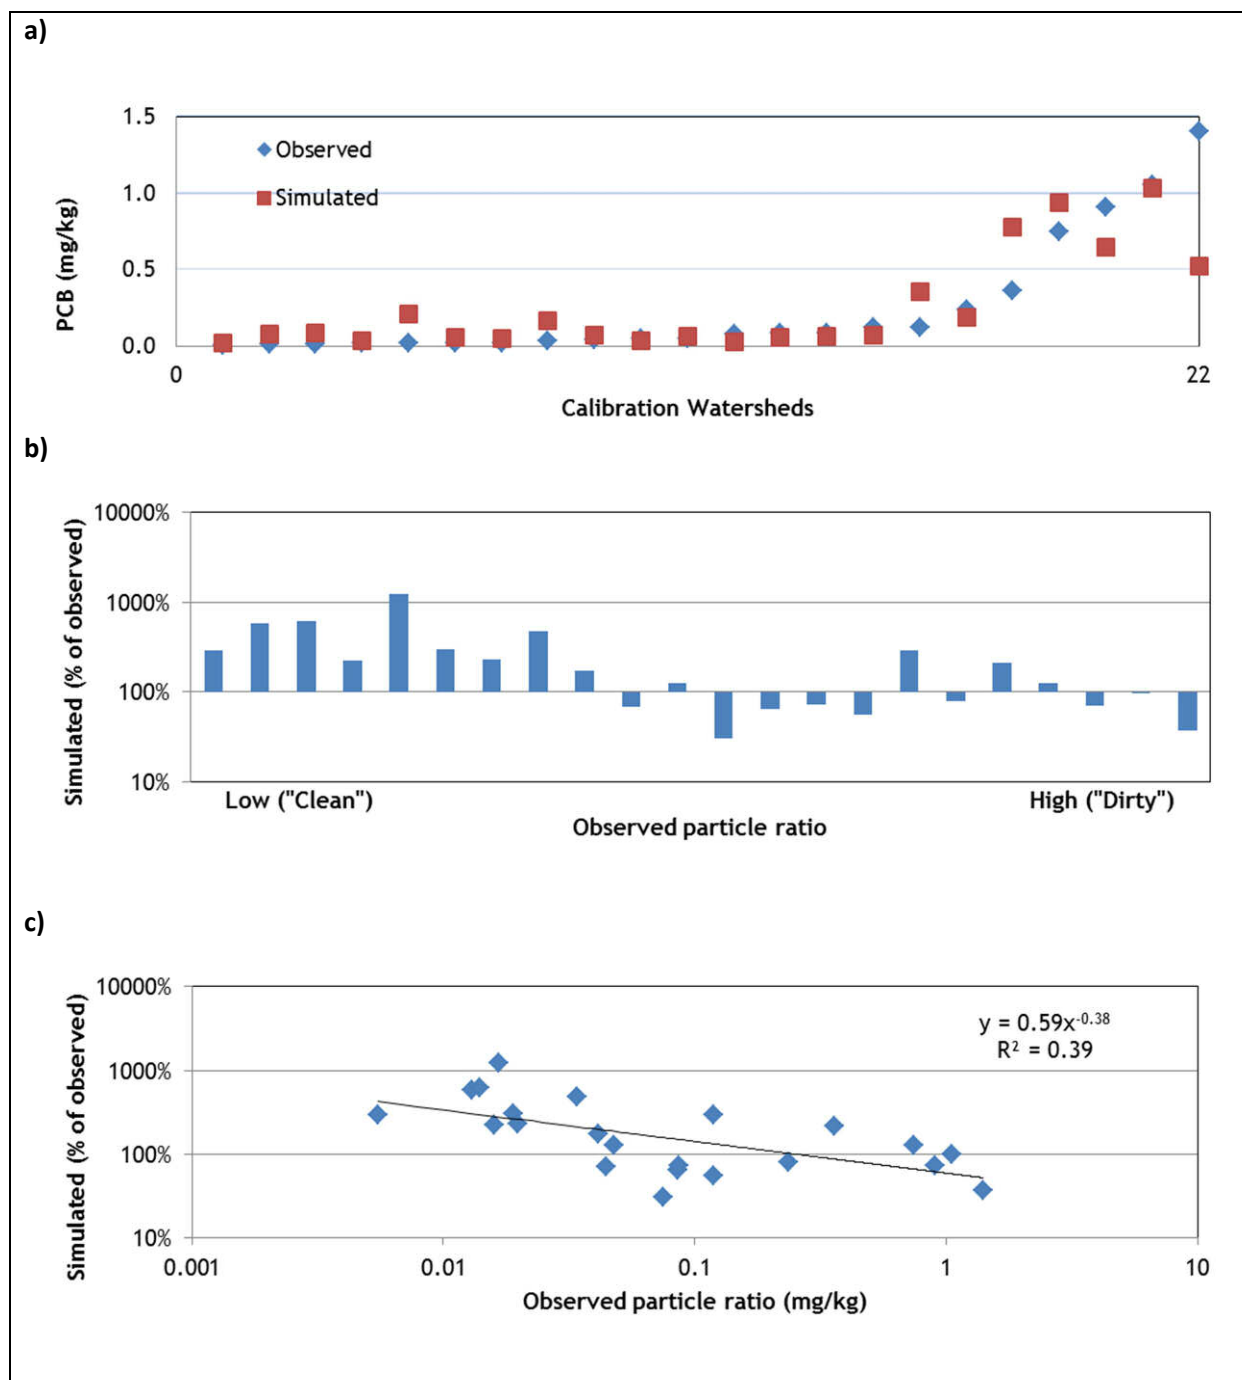 a)
1.5
1.0
0.5
0.0
PCB (mg/kg)
Observed
Simulated
0
22
Calibration Watersheds
b)
10000%
1000%
100%
10%
Simulated (% of observed)
Low ("Clean")
High ("Dirty")
Observed particle ratio
c)
10000%
1000%
100%
10%
Simulated (% of observed)
y = 0.59x^-0.38
R² = 0.39
0.001
0.01
0.1
1
10
Observed particle ratio (mg/kg)